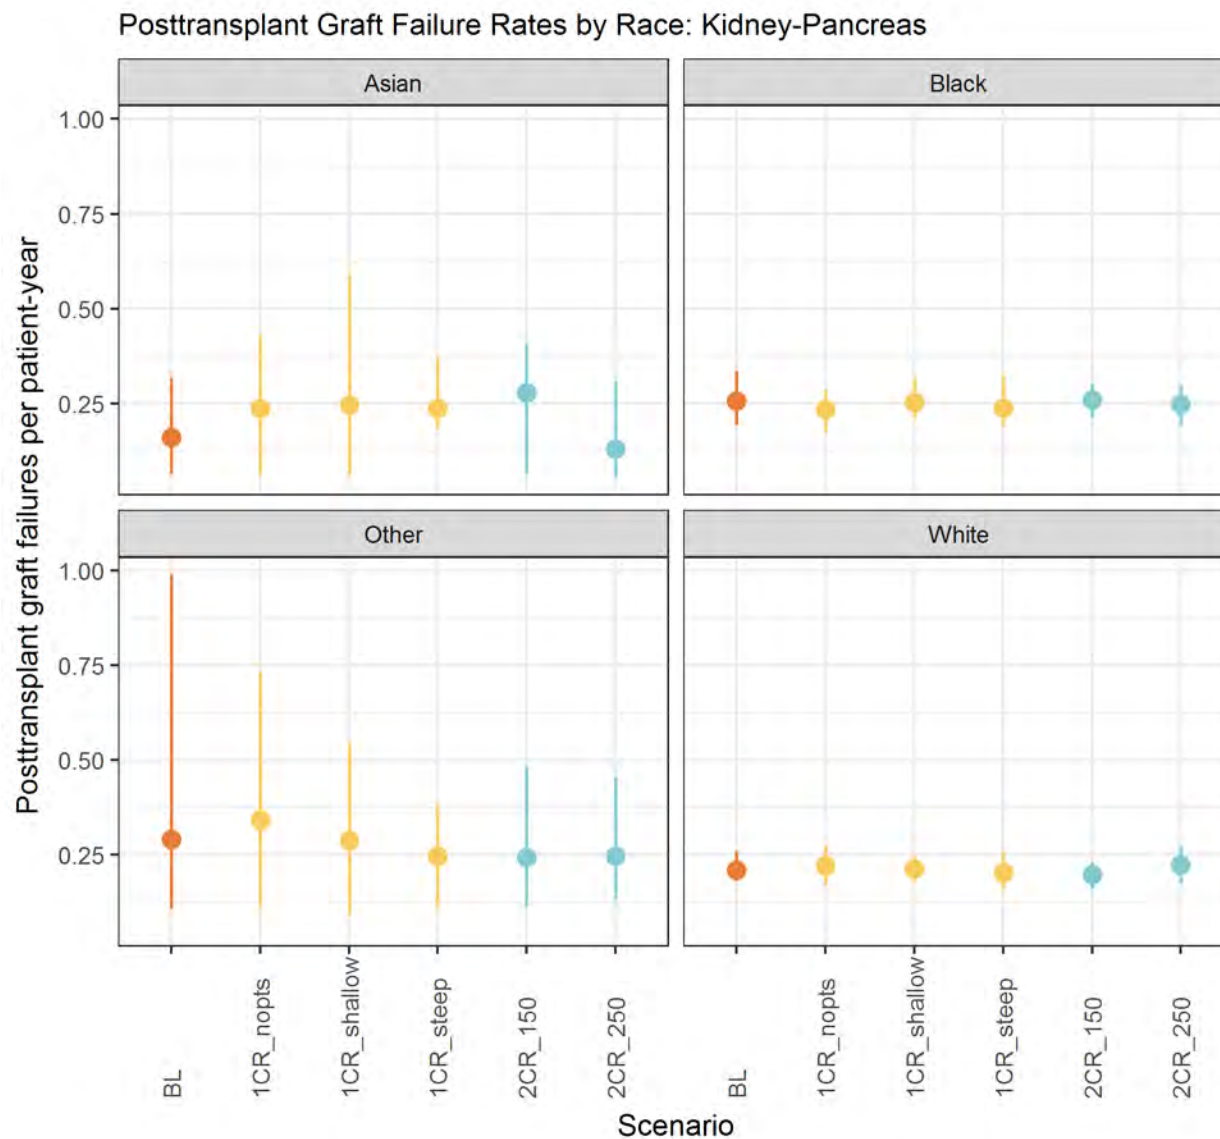 Posttransplant Graft Failure Rates by Race: Kidney-Pancreas
Asian
Black
1.00
0.75
0.50
0.25
Other
White
1.00
0.75
0.50
0.25
Posttransplant graft failures per patient-year
BL
1CR_nopts
1CR_shallow
1CR_steep
2CR_150
2CR_250
BL
1CR_nopts
1CR_shallow
1CR_steep
2CR_150
2CR_250
Scenario